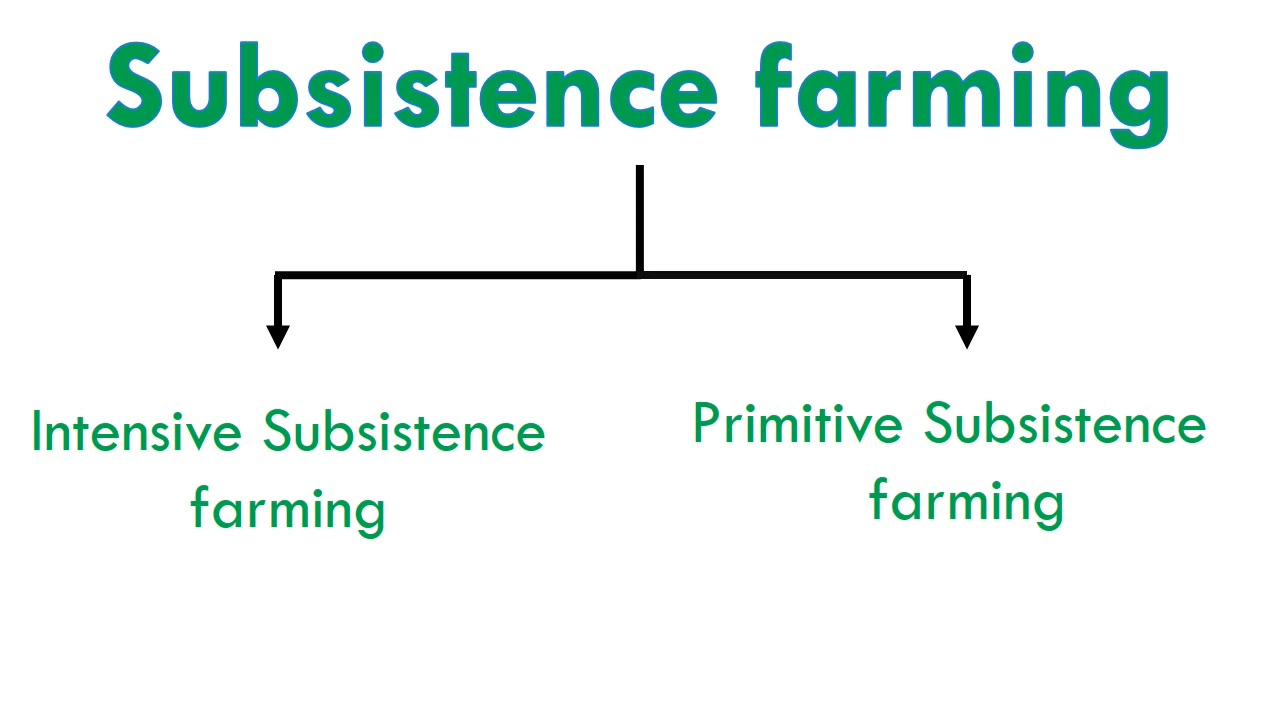 Subsistence farming
Intensive Subsistence
farming
Primitive Subsistence
farming